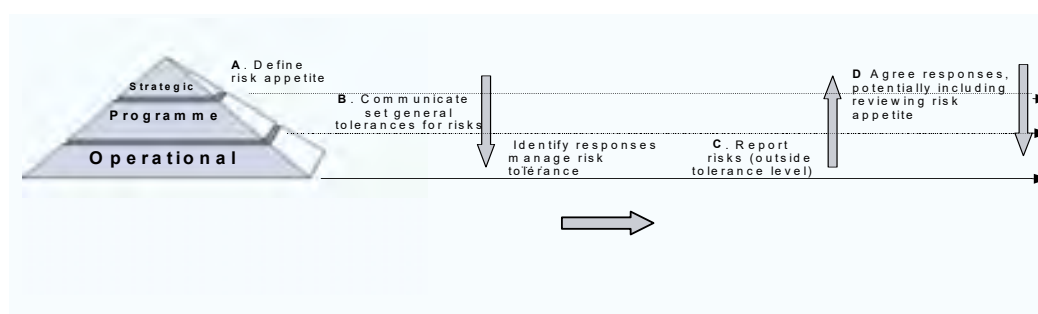 Strategic
Programme
Operational
A. Define
risk appetite
B. Communicate
set general
tolerances for risks
Identify responses
manage risk
tolerance
C. Report
risks (outside
tolerance level)
D Agree responses,
potentially including
reviewing risk
appetite